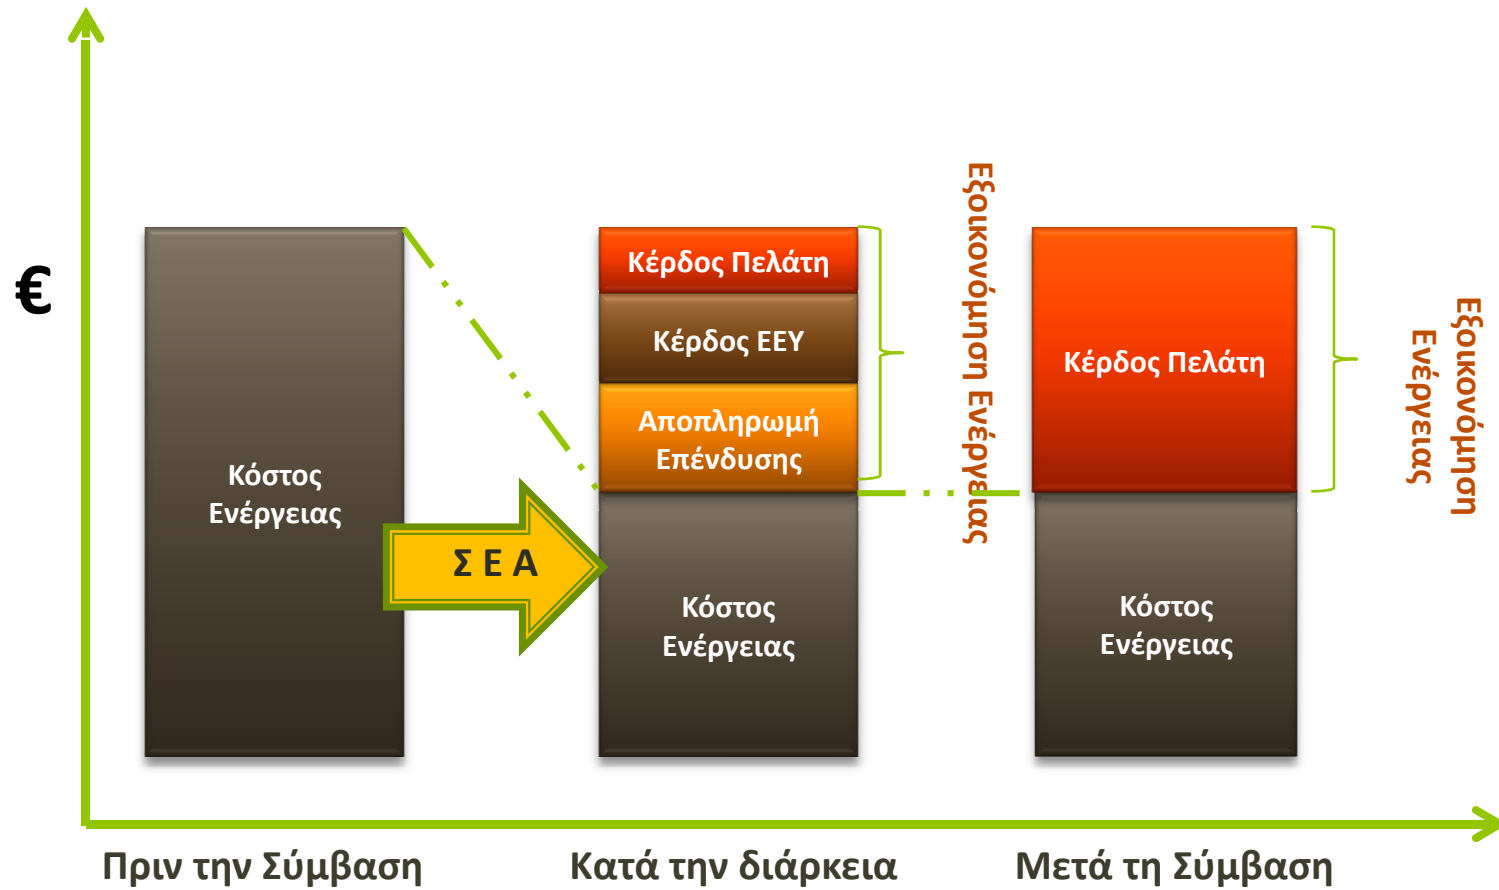 €
Κόστος
Ενέργειας
Σ Ε Α
Κέρδος Πελάτη
Κέρδος ΕΕΥ
Αποπληρωμή
Επένδυσης
Κόστος
Ενέργειας
Εξοικονόμηση Ενέργειας
Κέρδος Πελάτη
Κόστος
Ενέργειας
Εξοικονόμηση
Ενέργειας
Πριν την Σύμβαση
Κατά την διάρκεια
Μετά τη Σύμβαση